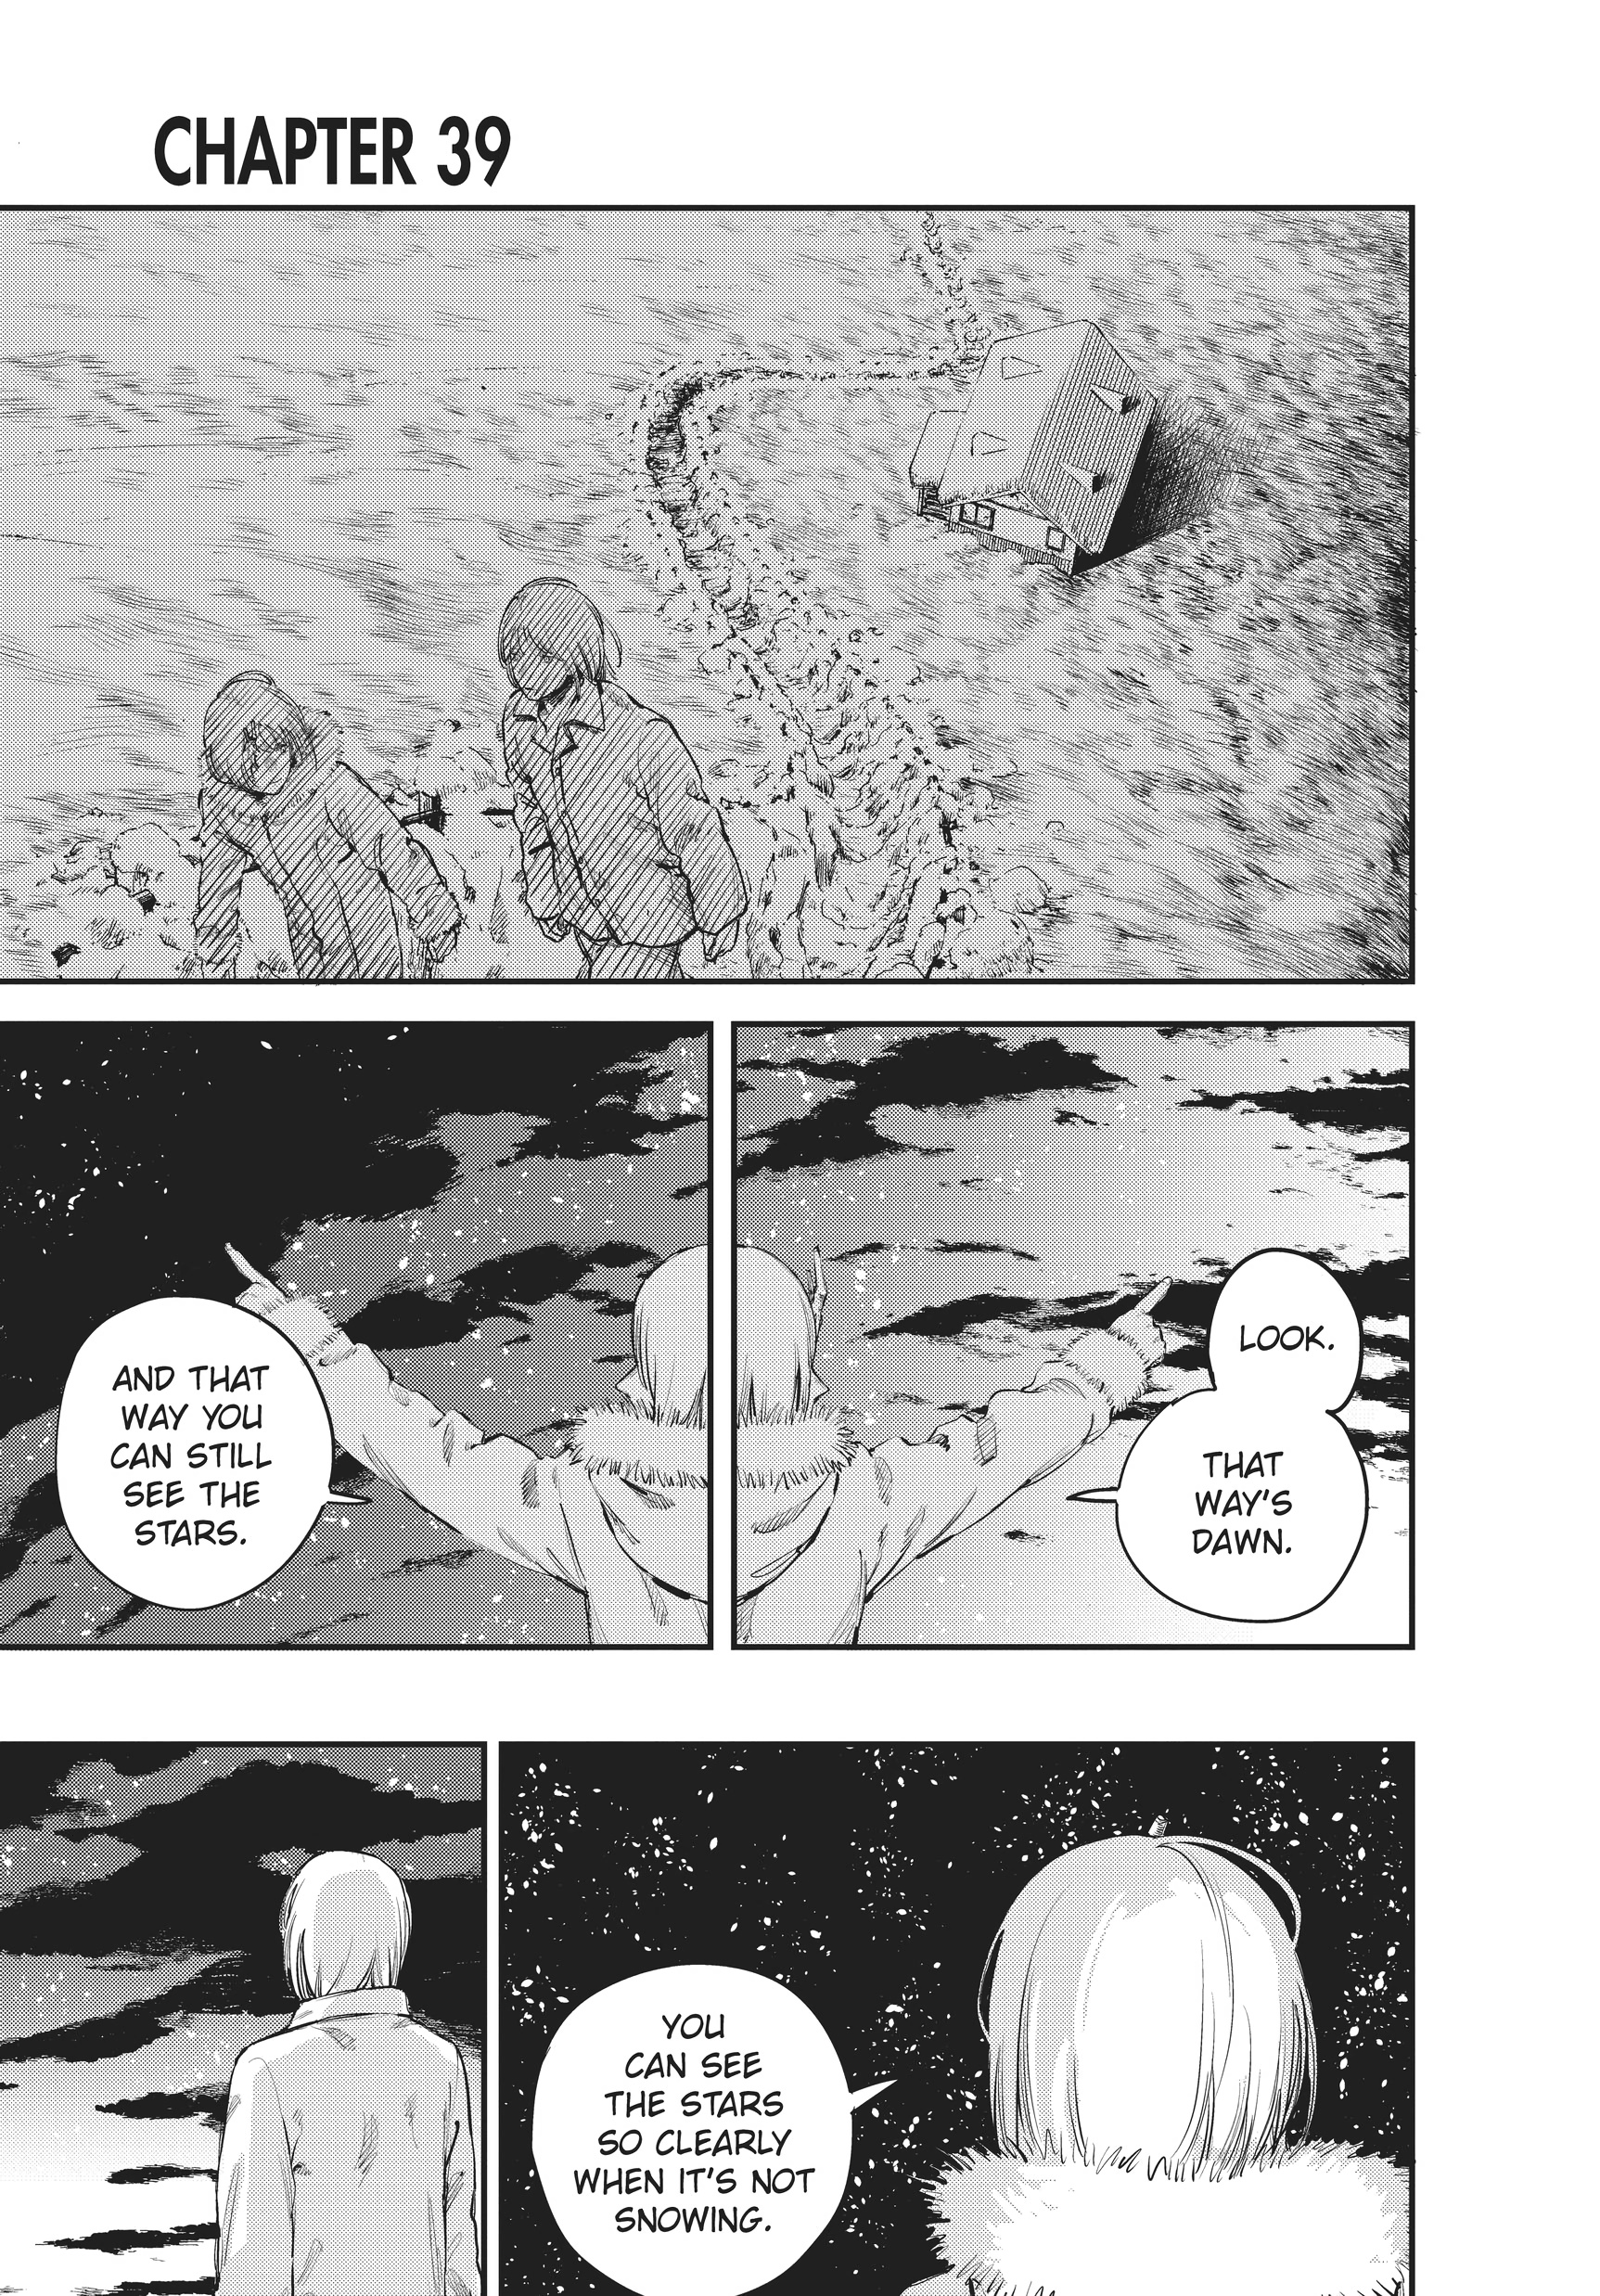 CHAPTER 39
LOOK.
THAT
WAY'S
DAWN.
AND THAT
WAY YOU
CAN STILL
SEE THE
STARS.
YOU
CAN SEE
THE STARS
SO CLEARLY
WHEN IT'S NOT
SNOWING.